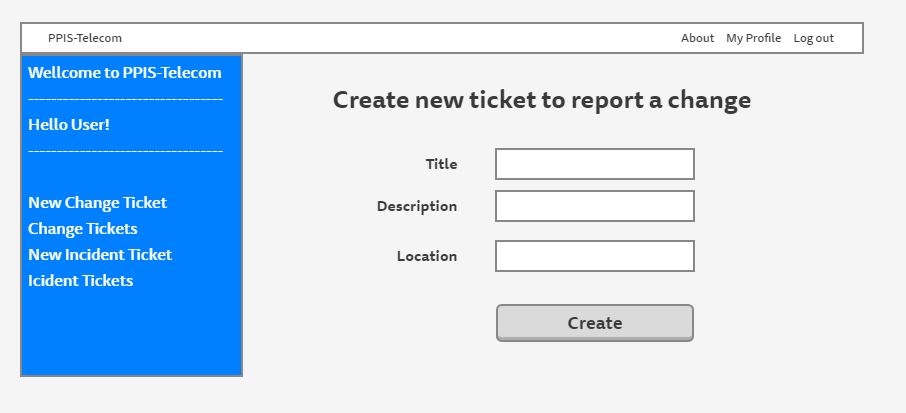 PPIS-Telecom About My Profile Log out
Wellcome to PPIS-Telecom
----------------------------------
Hello User!
----------------------------------
New Change Ticket
Change Tickets
New Incident Ticket
Icident Tickets
Create new ticket to report a change
Title
Description
Location
Create